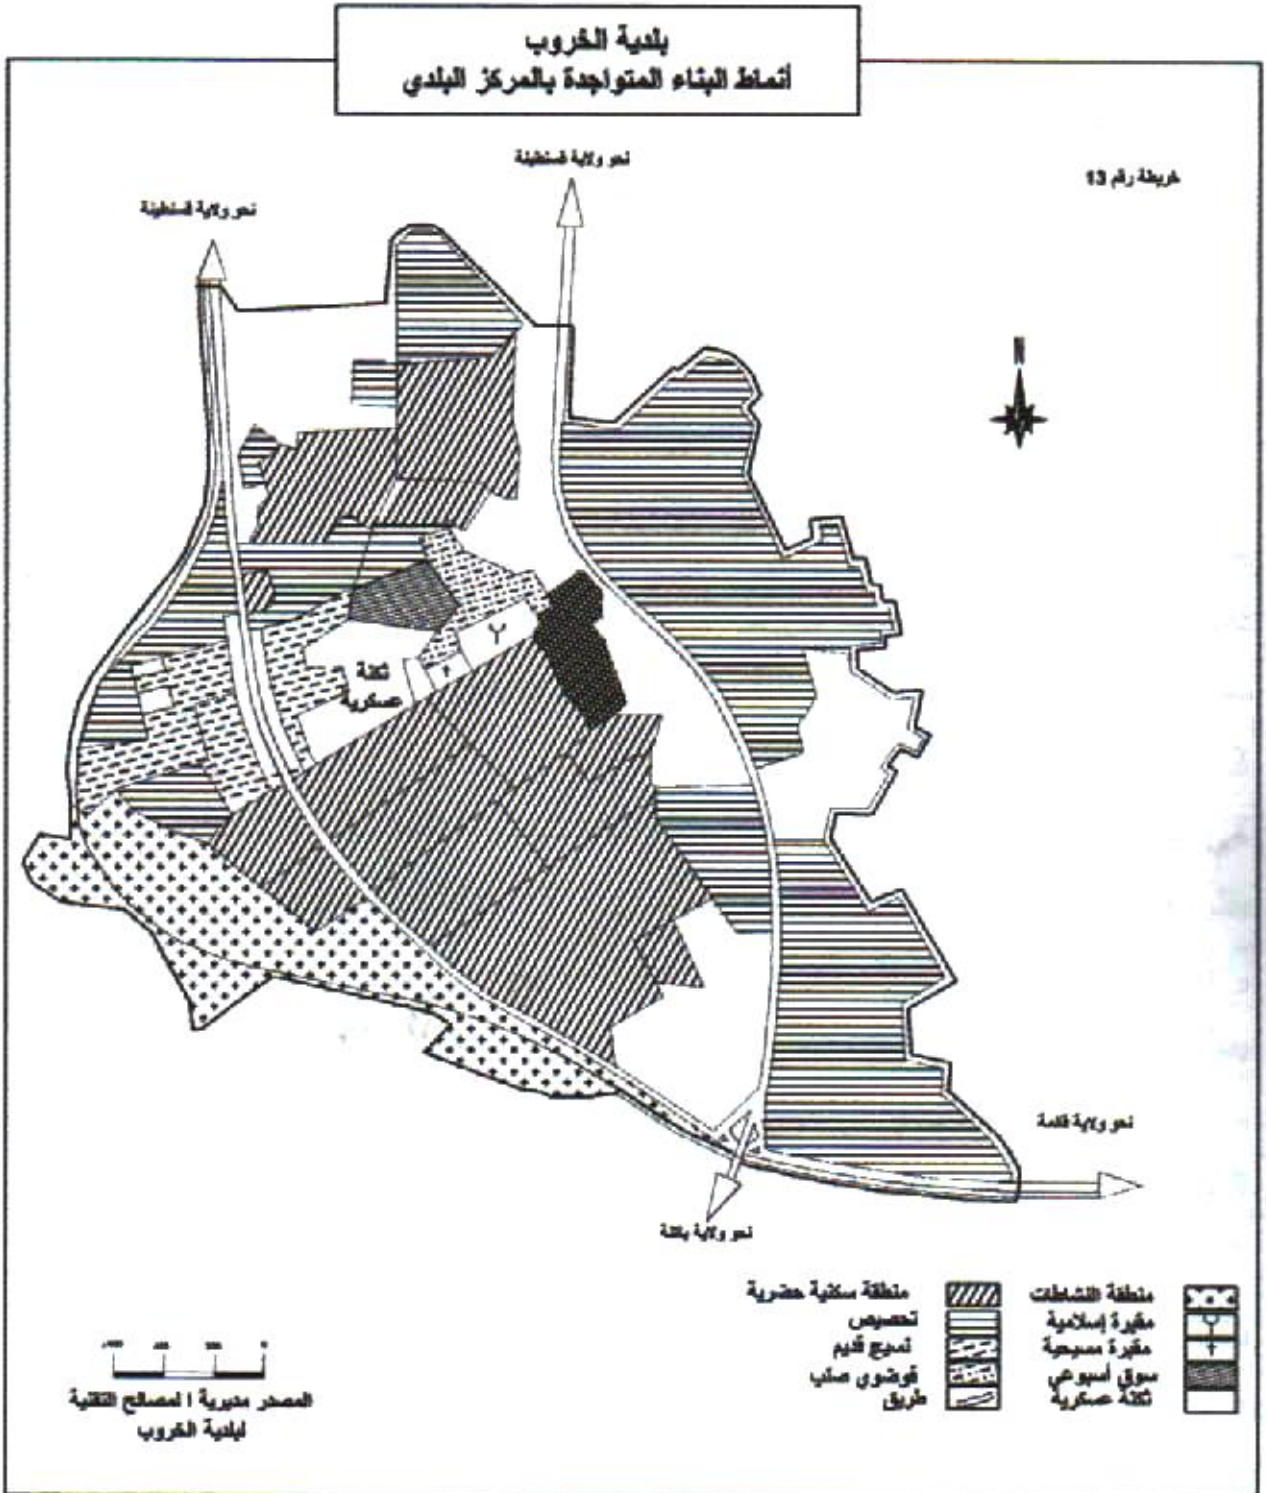 بلدية الخروب
أنماط البناء المتواجدة بالمركز البلدي
خريطة رقم 13
نحو ولاية قسنطينة
نحو ولاية قسنطينة
N
ثكنة
عسكرية
نحو ولاية قالمة
نحو ولاية باتنة
منطقة النشاطات
مقبرة إسلامية
مقبرة مسيحية
سوق أسبوعي
ثكنة عسكرية
منطقة سكنية حضرية
تحصيص
نسيج قديم
فوضوي صلب
طريق
0
المصدر مديرية المصالح التقنية
لبلدية الخروب